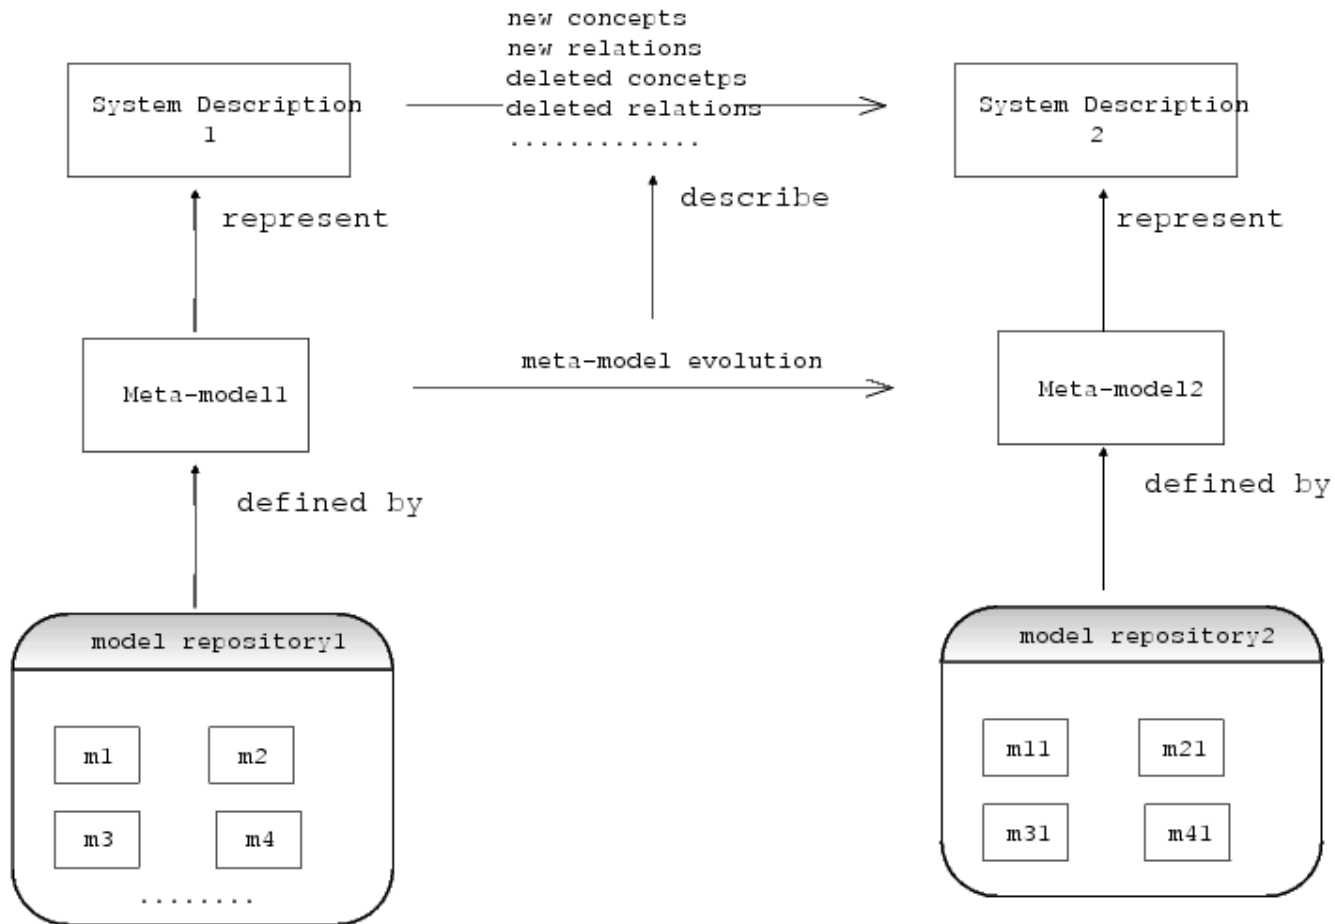 new concepts
new relations
deleted concetps
deleted relations
.............
System Description
1
System Description
2
represent
describe
represent
Meta-model1
meta-model evolution
Meta-model2
defined by
defined by
model repository1
model repository2
m1
m2
m3
m4
........
m11
m21
m31
m41